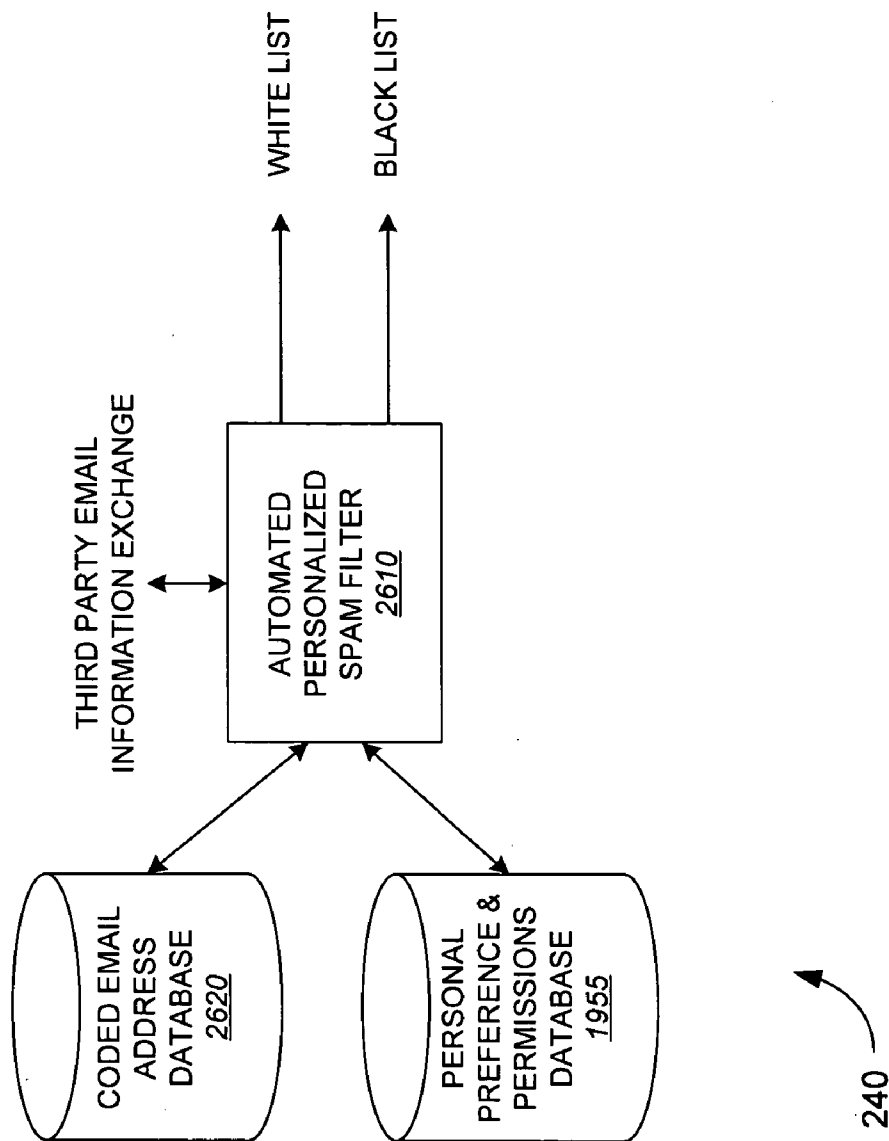 THIRD PARTY EMAIL
INFORMATION EXCHANGE
CODED EMAIL
ADDRESS
DATABASE
2620
AUTOMATED
PERSONALIZED
SPAM FILTER
2610
WHITE LIST
BLACK LIST
PERSONAL
PREFERENCE &
PERMISSIONS
DATABASE
1955
240